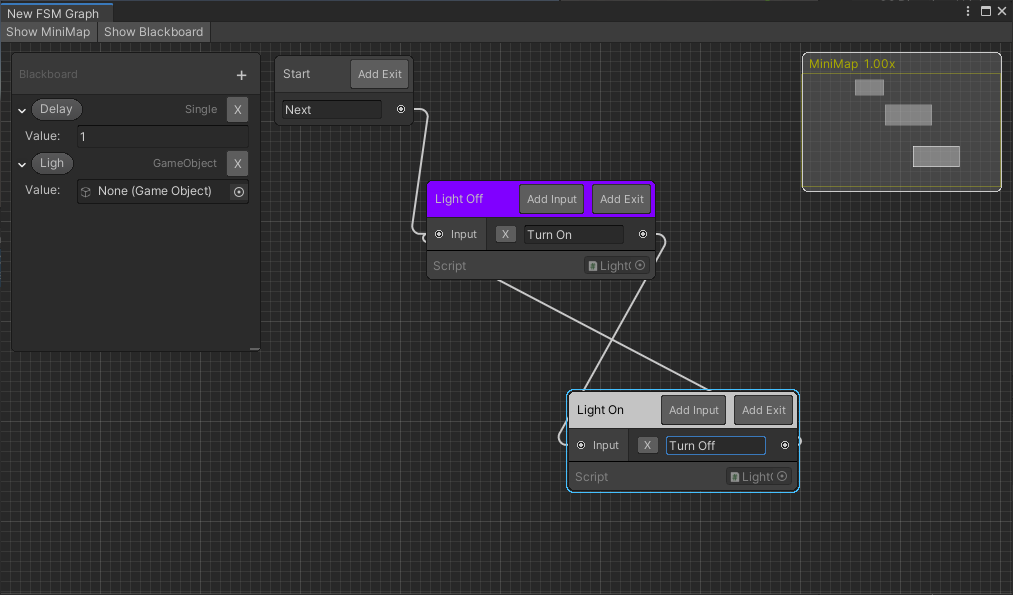 New FSM Graph
Show MiniMap Show Blackboard
Blackboard +
Delay Single X
Value: 1
Ligh GameObject X
Value: None (Game Object)
Start Add Exit
Next
Light Off Add Input Add Exit
Input X Turn On
Script Light
Light On Add Input Add Exit
Input X Turn Off
Script Light
MiniMap 1.00x